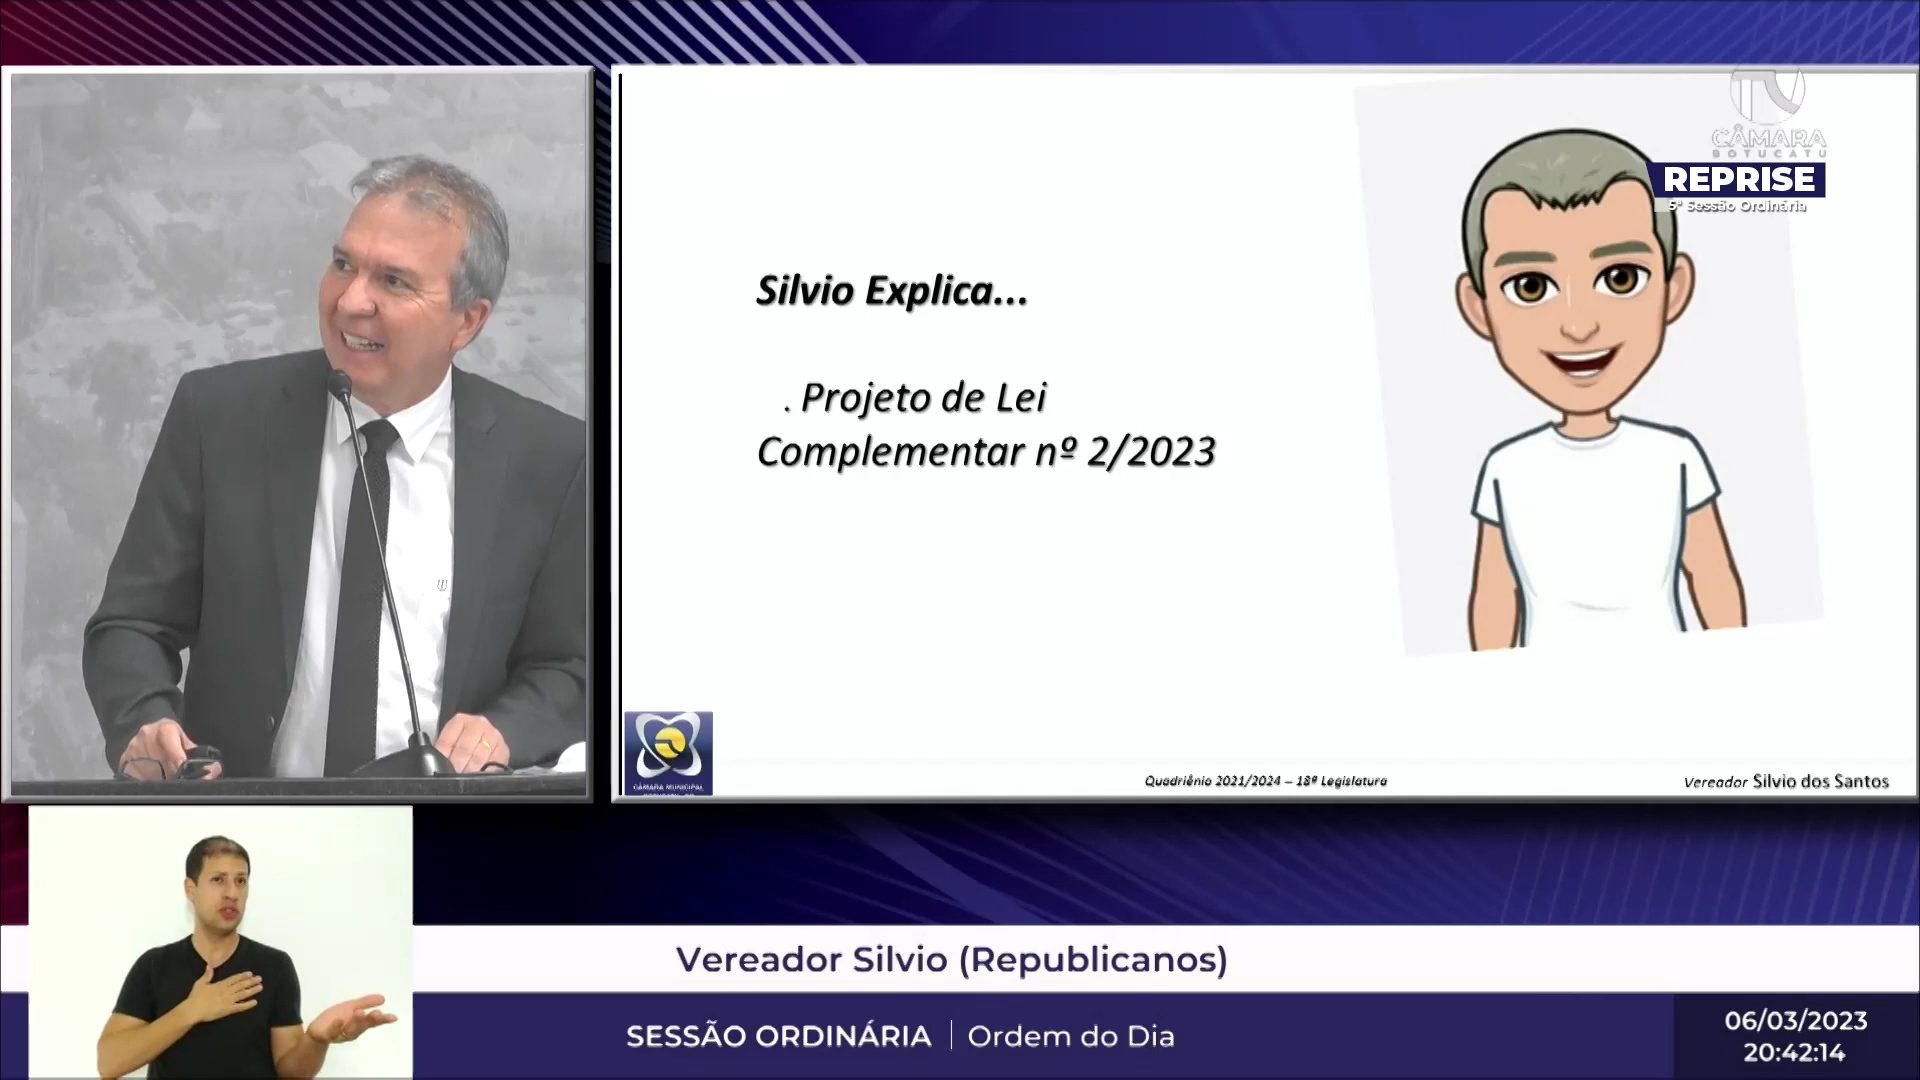 CÂMARA
BOTUCATU
REPRISE
5ª Sessão Ordinária
Silvio Explica...
. Projeto de Lei
Complementar nº 2/2023
CÂMARA MUNICIPAL
Quadriênio 2021/2024 – 18ª Legislatura
Vereador Silvio dos Santos
Vereador Silvio (Republicanos)
SESSÃO ORDINÁRIA | Ordem do Dia
06/03/2023
20:42:14